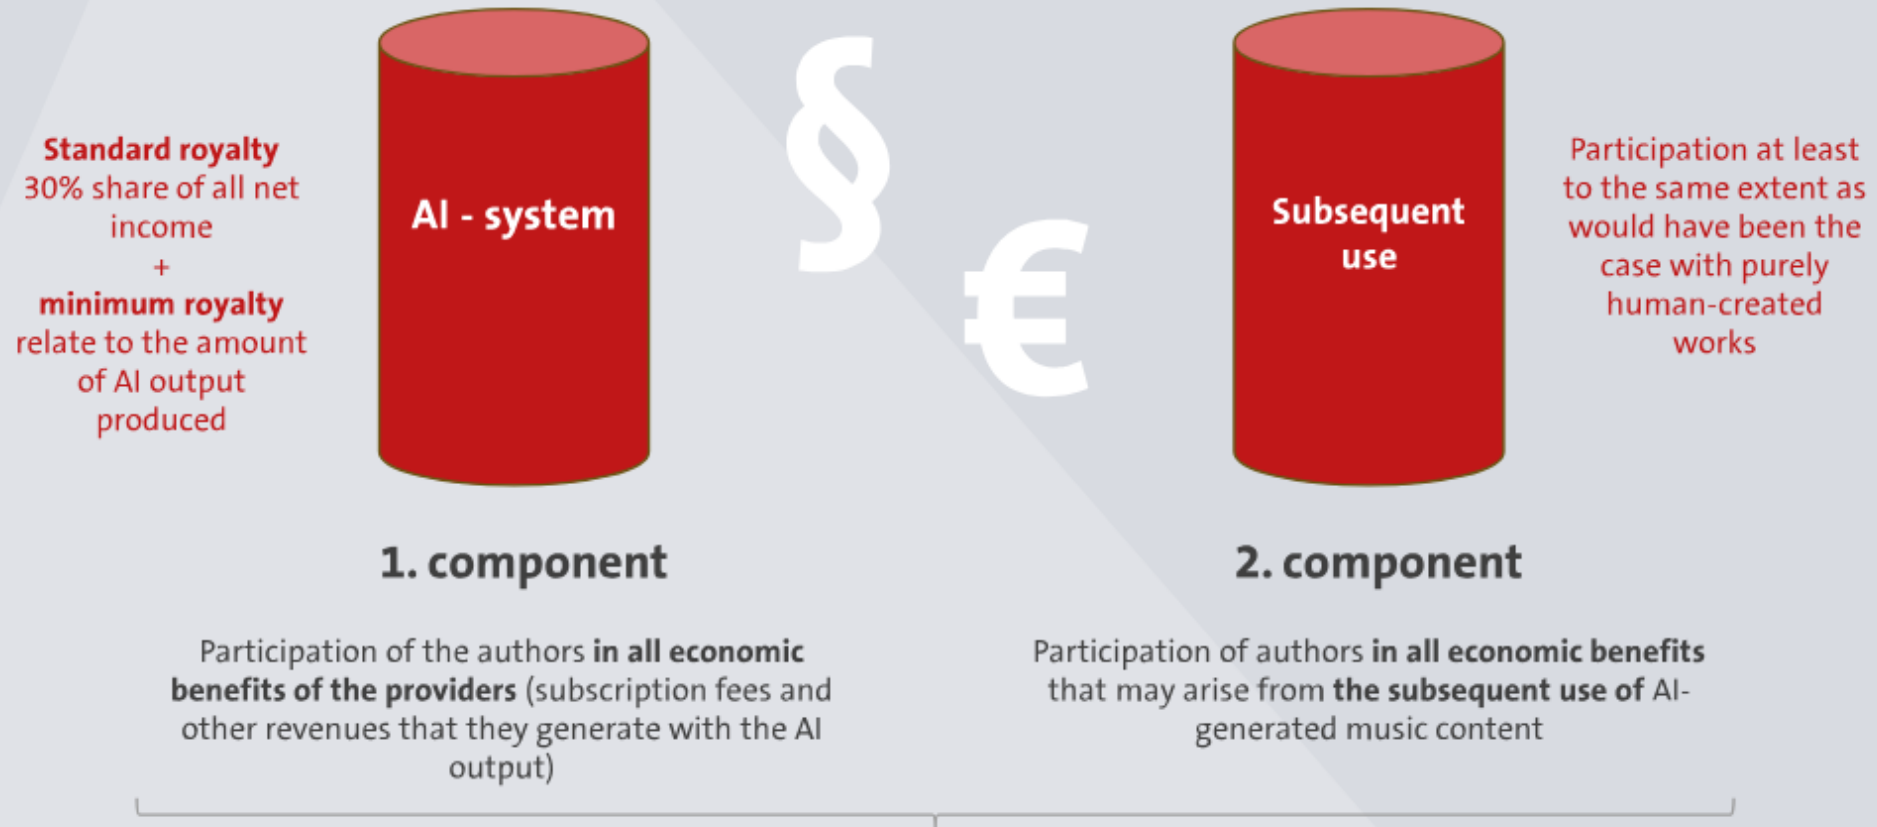 Standard royalty
30% share of all net
income
+
minimum royalty
relate to the amount
of AI output
produced
AI - system
§
€
Subsequent
use
Participation at least
to the same extent as
would have been the
case with purely
human-created
works
1. component
Participation of the authors in all economic
benefits of the providers (subscription fees and
other revenues that they generate with the AI
output)
2. component
Participation of authors in all economic benefits
that may arise from the subsequent use of AI-
generated music content